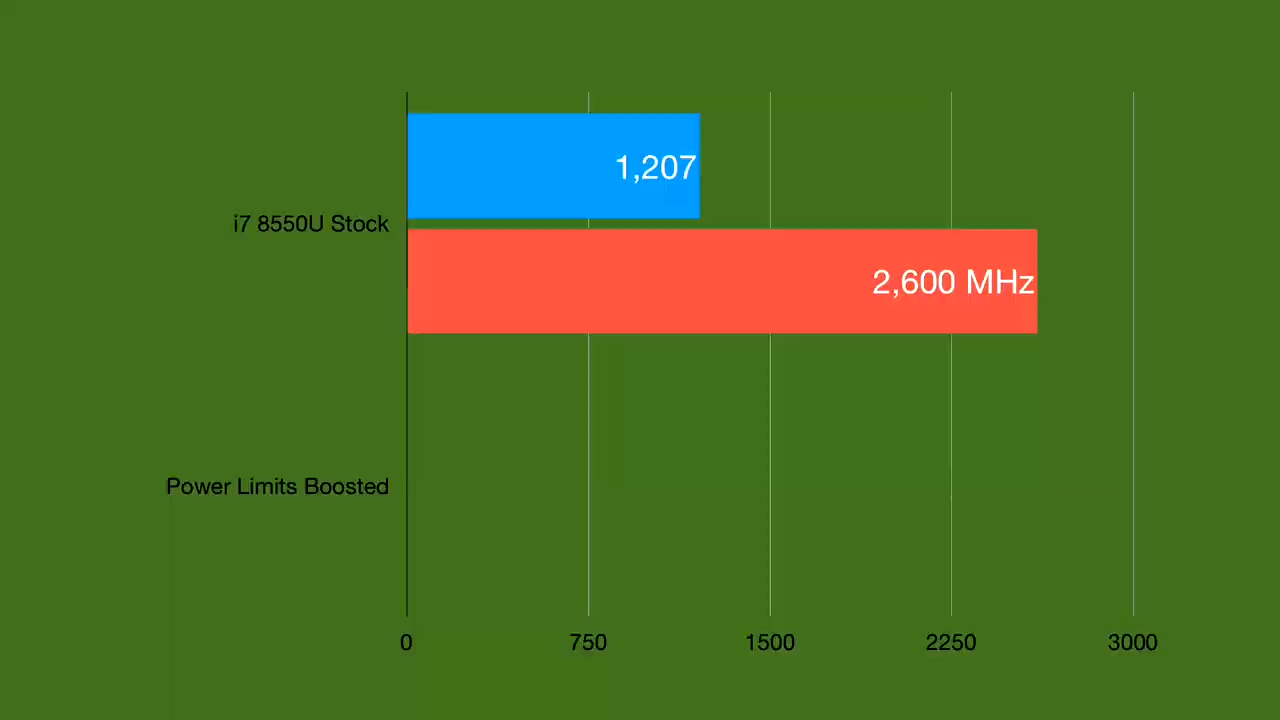 1,207
i7 8550U Stock
2,600 MHz
Power Limits Boosted
0 750 1500 2250 3000